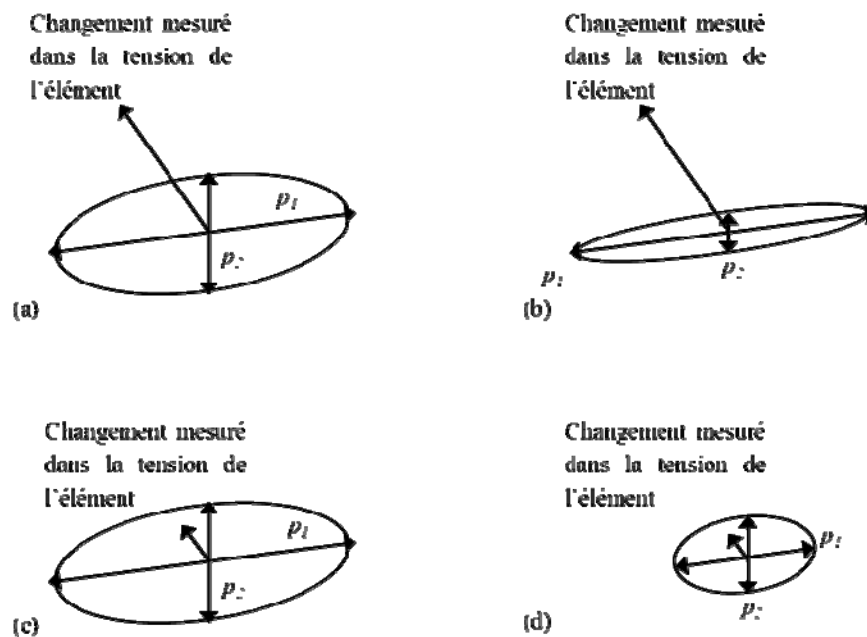 Changement mesuré
dans la tension de
l'élément
p₁
p₂
(a)
Changement mesuré
dans la tension de
l'élément
p₁
p₂
(b)
Changement mesuré
dans la tension de
l'élément
p₁
p₂
(c)
Changement mesuré
dans la tension de
l'élément
p₁
p₂
(d)